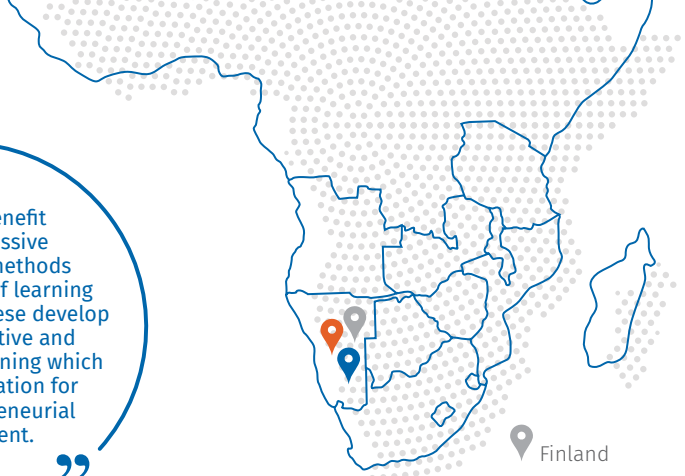 enefit
ssive
nethods
f learning
ese develop
tive and
ning which
ation for
eneurial
ent.
”
Finland